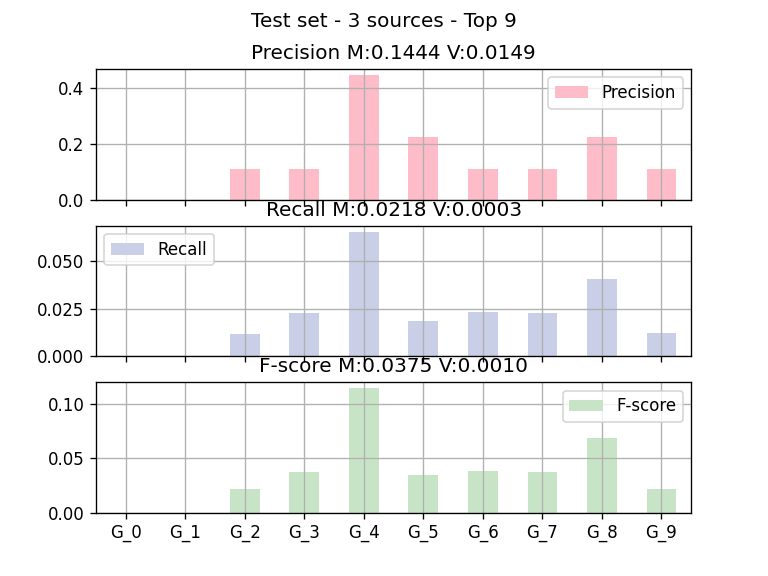 Test set - 3 sources - Top 9
Precision M:0.1444 V:0.0149
0.4
0.2
0.0
Precision
Recall M:0.0218 V:0.0003
0.050
0.025
0.000
Recall
F-score M:0.0375 V:0.0010
0.10
0.05
0.00
F-score
G_0 G_1 G_2 G_3 G_4 G_5 G_6 G_7 G_8 G_9